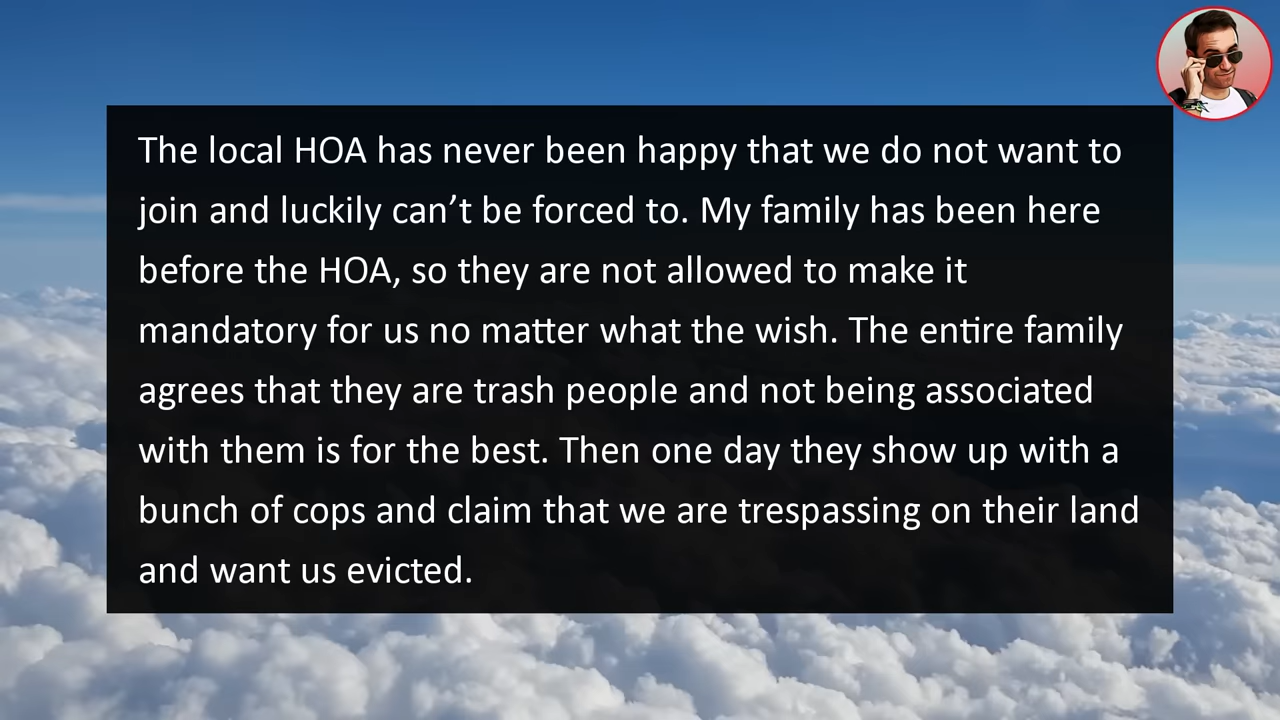 The local HOA has never been happy that we do not want to
join and luckily can’t be forced to. My family has been here
before the HOA, so they are not allowed to make it
mandatory for us no matter what the wish. The entire family
agrees that they are trash people and not being associated
with them is for the best. Then one day they show up with a
bunch of cops and claim that we are trespassing on their land
and want us evicted.